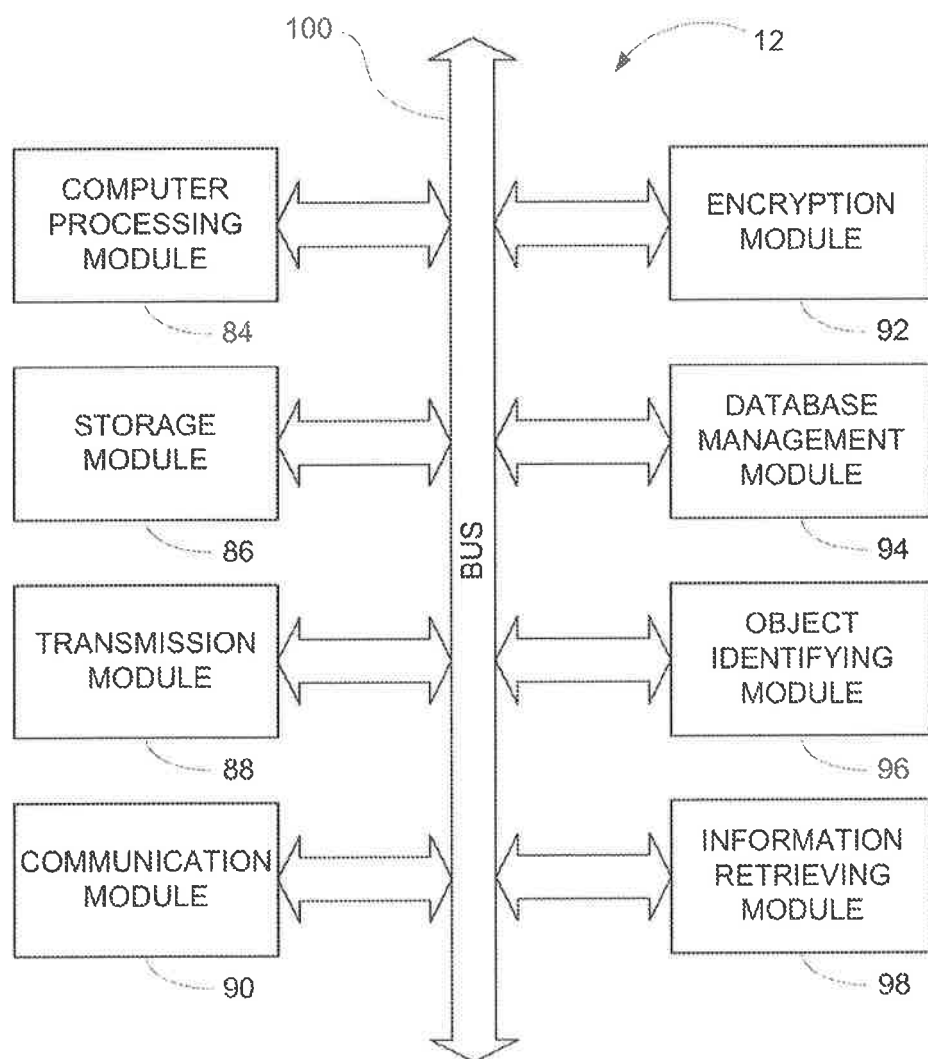 100
12
COMPUTER
PROCESSING
MODULE
84
ENCRYPTION
MODULE
92
STORAGE
MODULE
86
DATABASE
MANAGEMENT
MODULE
94
BUS
TRANSMISSION
MODULE
88
OBJECT
IDENTIFYING
MODULE
96
COMMUNICATION
MODULE
90
INFORMATION
RETRIEVING
MODULE
98